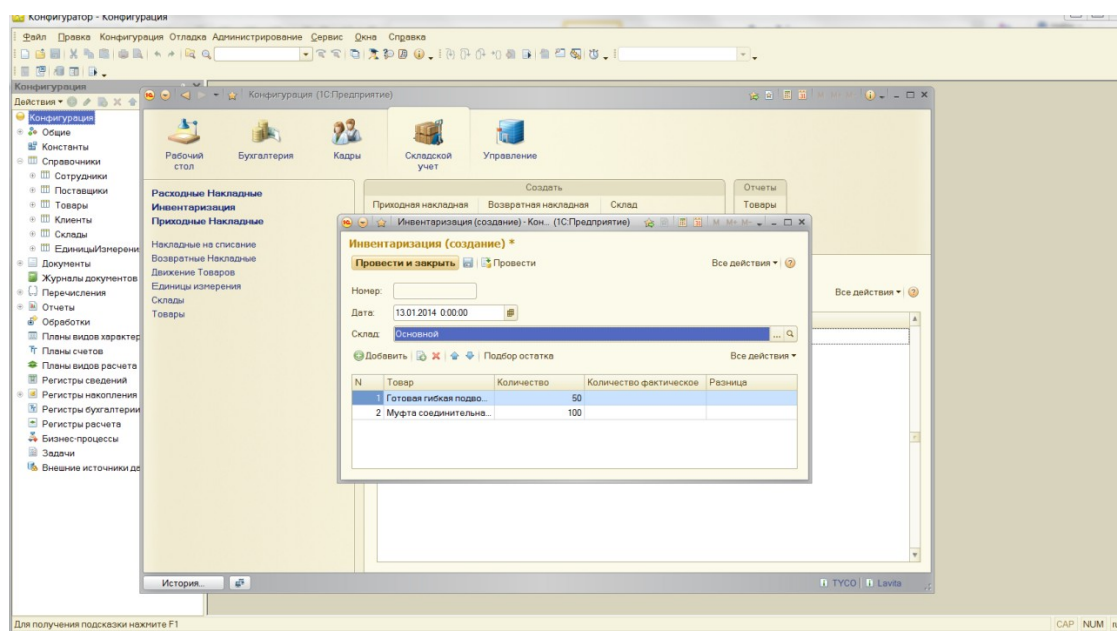 Конфигуратор - Конфигурация
Файл Правка Конфигурация Отладка Администрирование Сервис Окна Справка
Конфигурация
Действия
Конфигурация
Общие
Константы
Справочники
Сотрудники
Поставщики
Товары
Клиенты
Склады
ЕдиницыИзмерени
Документы
Журналы документов
Перечисления
Отчеты
Обработки
Планы видов характер
Планы счетов
Планы видов расчета
Регистры сведений
Регистры накопления
Регистры бухгалтерии
Регистры расчета
Бизнес-процессы
Задачи
Внешние источники да
Конфигурация (1С:Предприятие)
M M+ M-
Рабочий стол
Бухгалтерия
Кадры
Складской учет
Управление
Расходные Накладные
Инвентаризация
Приходные Накладные
Накладные на списание
Возвратные Накладные
Движение Товаров
Единицы измерения
Склады
Товары
Создать
Приходная накладная Возвратная накладная Склад
Отчеты
Товары
Все действия
Инвентаризация (создание) - Кон... (1С:Предприятие)
M M+ M-
Инвентаризация (создание) *
Провести и закрыть Провести Все действия
Номер:
Дата: 13.01.2014 0:00:00
Склад: Основной ...
Добавить Подбор остатка Все действия
N Товар Количество Количество фактическое Разница
1 Готовая гибкая подво... 50
2 Муфта соединительна... 100
История...
TYCO Lavita
Для получения подсказки нажмите F1
CAP NUM